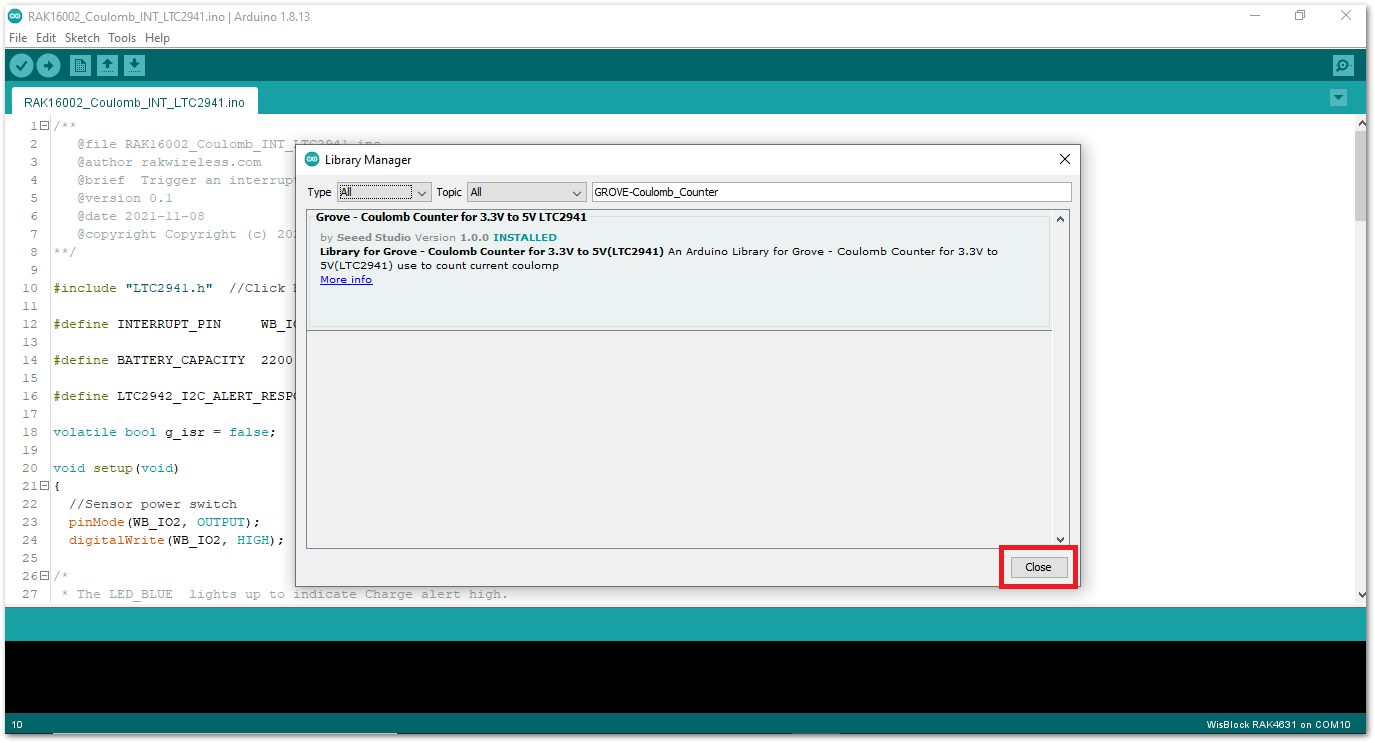 RAK16002_Coulomb_INT_LTC2941.ino | Arduino 1.8.13
File Edit Sketch Tools Help
RAK16002_Coulomb_INT_LTC2941.ino
1 /**
2 @file RAK16002_Coulomb_INT_LTC2941.ino
3 @author rakwireless.com
4 @brief Trigger an interrupt
5 @version 0.1
6 @date 2021-11-08
7 @copyright Copyright (c) 202
8 **/
9
10 #include "LTC2941.h" //Click
11
12 #define INTERRUPT_PIN WB_IO
13
14 #define BATTERY_CAPACITY 2200
15
16 #define LTC2942_I2C_ALERT_RESPO
17
18 volatile bool g_isr = false;
19
20 void setup(void)
21 {
22 //Sensor power switch
23 pinMode(WB_IO2, OUTPUT);
24 digitalWrite(WB_IO2, HIGH);
25
26 /*
27 * The LED_BLUE lights up to indicate Charge alert high.
Library Manager
Type All Topic All GROVE-Coulomb_Counter
Grove - Coulomb Counter for 3.3V to 5V LTC2941
by Seeed Studio Version 1.0.0 INSTALLED
Library for Grove - Coulomb Counter for 3.3V to 5V(LTC2941) An Arduino Library for Grove - Coulomb Counter for 3.3V to
5V(LTC2941) use to count current coulomp
More info
Close
10 WisBlock RAK4631 on COM10